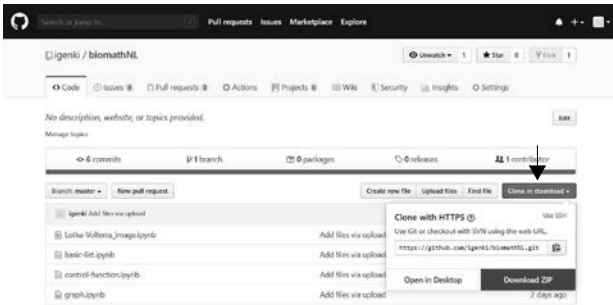 Search or jump to... / Pull requests Issues Marketplace Explore
igenki / biomathNL Unwatch 1 Star 0 Fork 1
Code Issues 0 Pull requests 0 Actions Projects 0 Wiki Security Insights Settings
No description, website, or topics provided. Edit
Manage topics
6 commits 1 branch 0 packages 0 releases 1 contributor
Branch: master New pull request Create new file Upload files Find file Clone or download
igenki Add files via upload
Clone with HTTPS Use SSH
Use Git or checkout with SVN using the web URL.
https://github.com/igenki/biomathNL.git
Open in Desktop Download ZIP
Lotka-Volterra_image.ipynb Add files via upload
basic-list.ipynb Add files via upload
control-function.ipynb Add files via upload
graph.ipynb Add files via upload 2 days ago